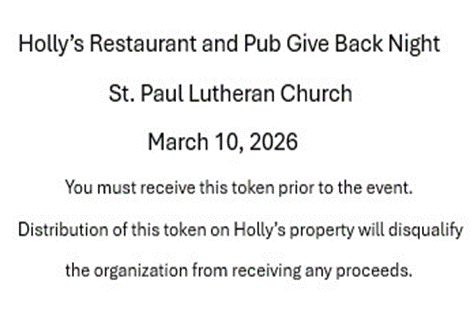 Holly's Restaurant and Pub Give Back Night
St. Paul Lutheran Church
March 10, 2026
You must receive this token prior to the event.
Distribution of this token on Holly's property will disqualify
the organization from receiving any proceeds.